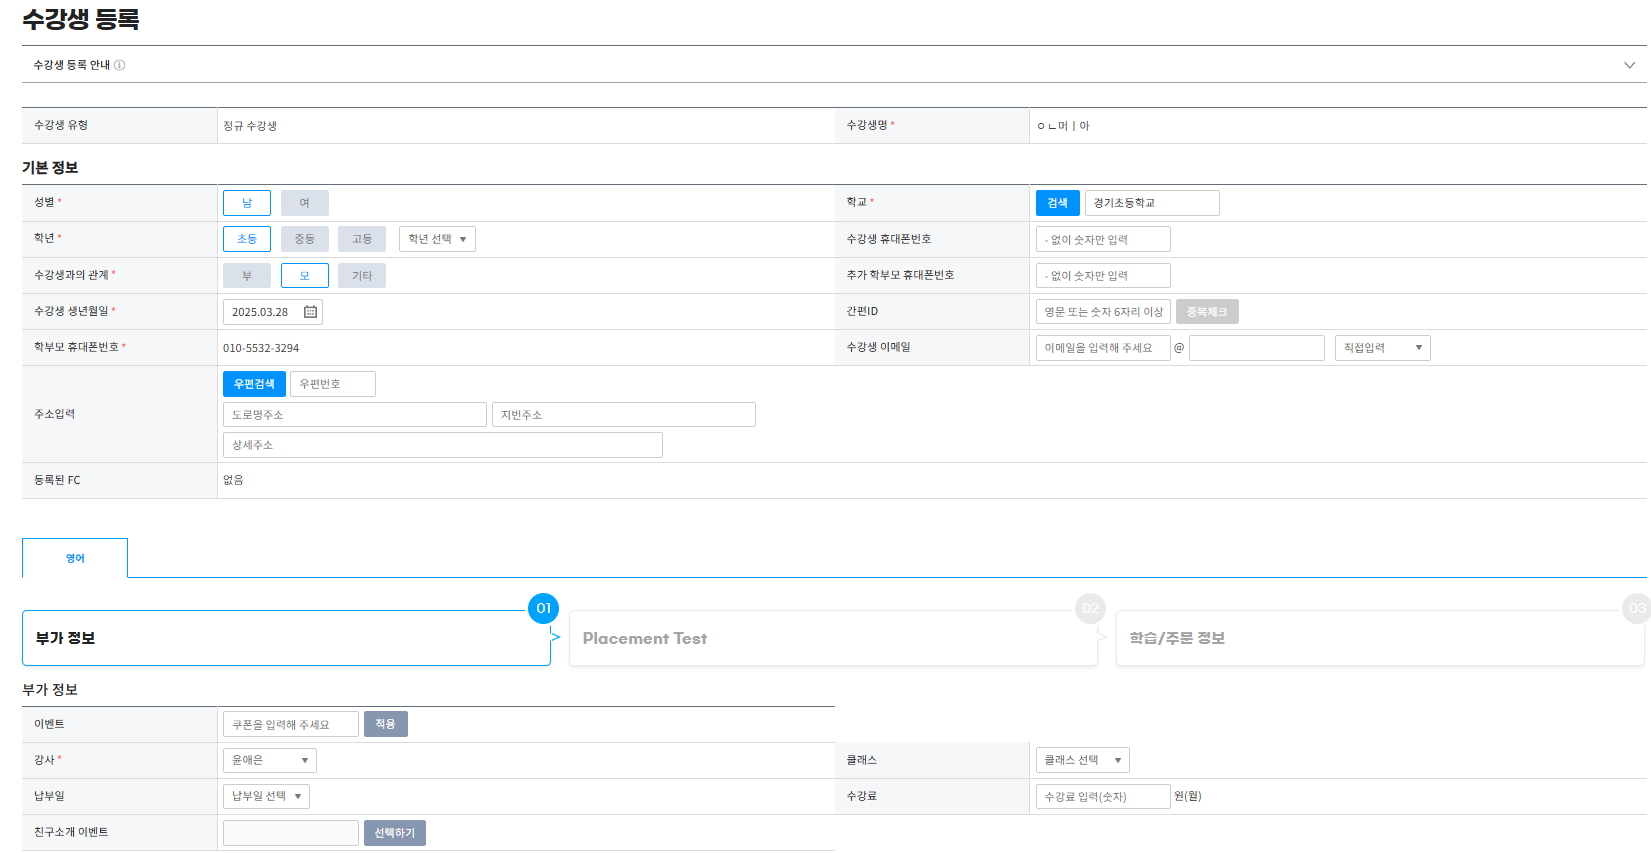 수강생 등록
수강생 등록 안내
수강생 유형 정규 수강생 수강생명 * ㅇㄴ머ㅣ아
기본 정보
성별 * 남 여 학교 * 검색 경기초등학교
학년 * 초등 중등 고등 학년 선택 수강생 휴대폰번호 - 없이 숫자만 입력
수강생과의 관계 * 부 모 기타 추가 학부모 휴대폰번호 - 없이 숫자만 입력
수강생 생년월일 * 2025.03.28 간편ID 영문 또는 숫자 6자리 이상 중복체크
학부모 휴대폰번호 * 010-5532-3294 수강생 이메일 이메일을 입력해 주세요 @ 직접입력
주소입력 우편검색 우편번호
도로명주소 지번주소
상세주소
등록된 FC 없음
영어
01 02 03
부가 정보 Placement Test 학습/주문 정보
부가 정보
이벤트 쿠폰을 입력해 주세요 적용
강사 * 윤애은 클래스 클래스 선택
납부일 납부일 선택 수강료 수강료 입력(숫자) 원(월)
친구소개 이벤트 선택하기